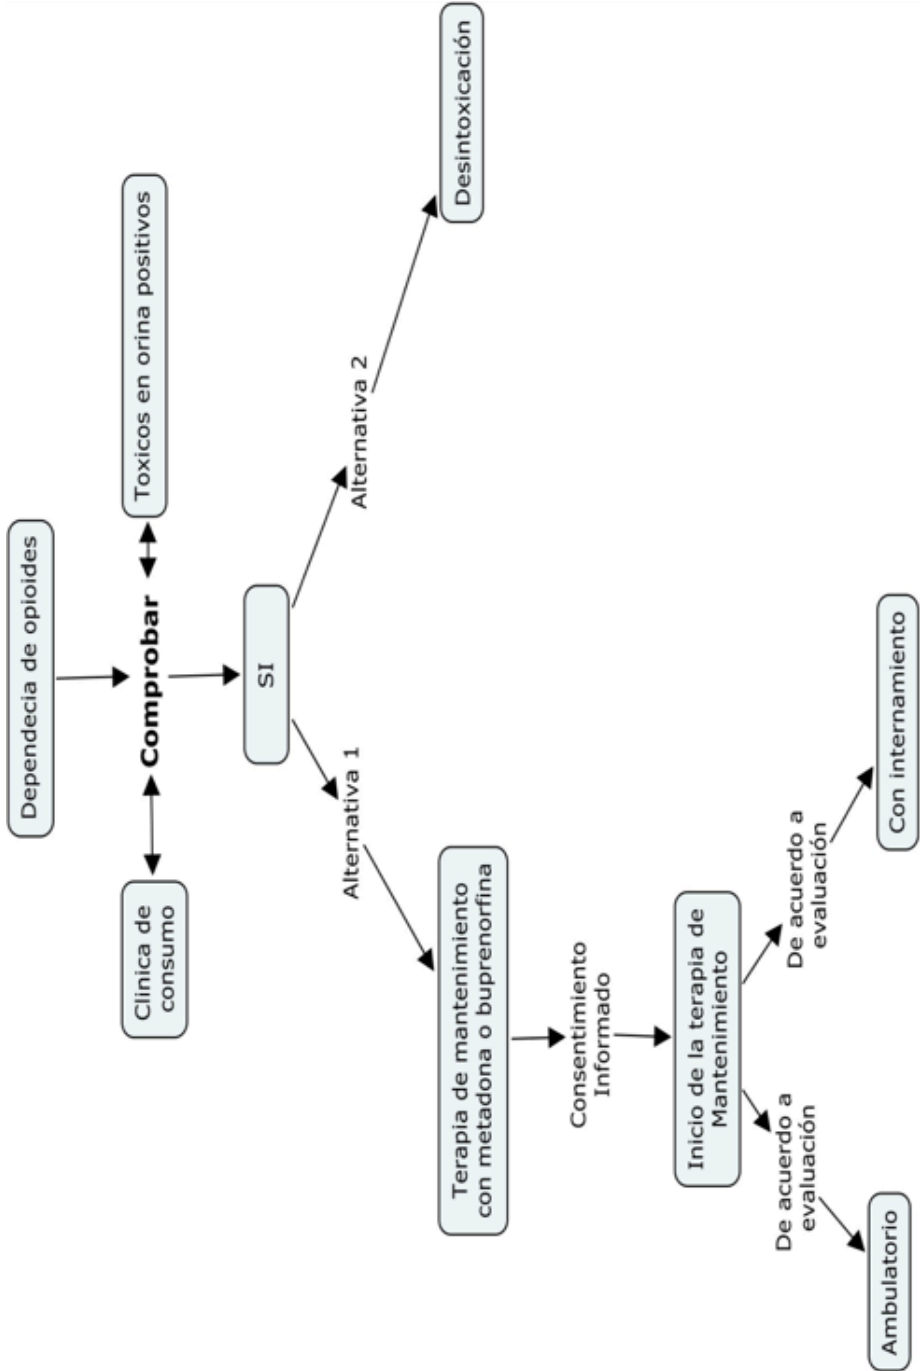 Dependecia de opioides
Clinica de
consumo
Comprobar
Toxicos en orina positivos
SI
Alternativa 1
Alternativa 2
Terapia de mantenimiento
con metadona o buprenorfina
Desintoxicación
Consentimiento
Informado
Inicio de la terapia de
Mantenimiento
De acuerdo a
evaluación
De acuerdo a
evaluación
Ambulatorio
Con internamiento